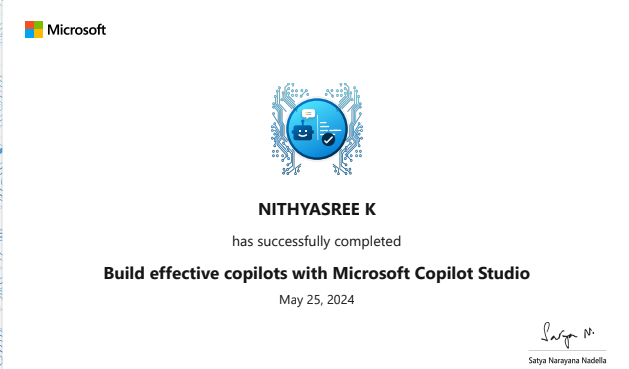 Microsoft
NITHYASREE K
has successfully completed
Build effective copilots with Microsoft Copilot Studio
May 25, 2024
Satya N.
Satya Narayana Nadella